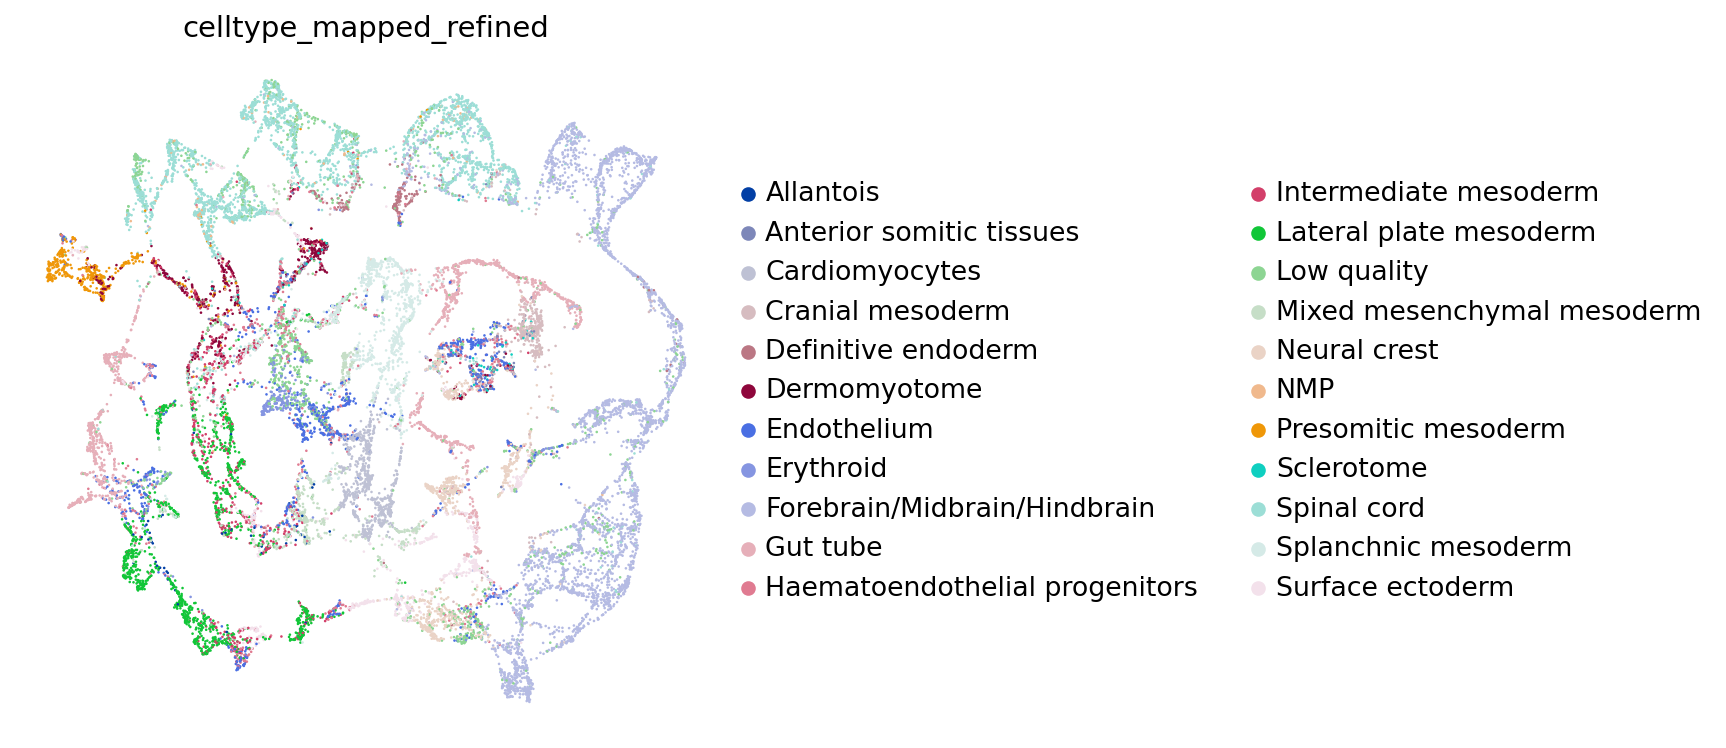 celltype_mapped_refined
Allantois
Anterior somitic tissues
Cardiomyocytes
Cranial mesoderm
Definitive endoderm
Dermomyotome
Endothelium
Erythroid
Forebrain/Midbrain/Hindbrain
Gut tube
Haematoendothelial progenitors
Intermediate mesoderm
Lateral plate mesoderm
Low quality
Mixed mesenchymal mesoderm
Neural crest
NMP
Presomitic mesoderm
Sclerotome
Spinal cord
Splanchnic mesoderm
Surface ectoderm